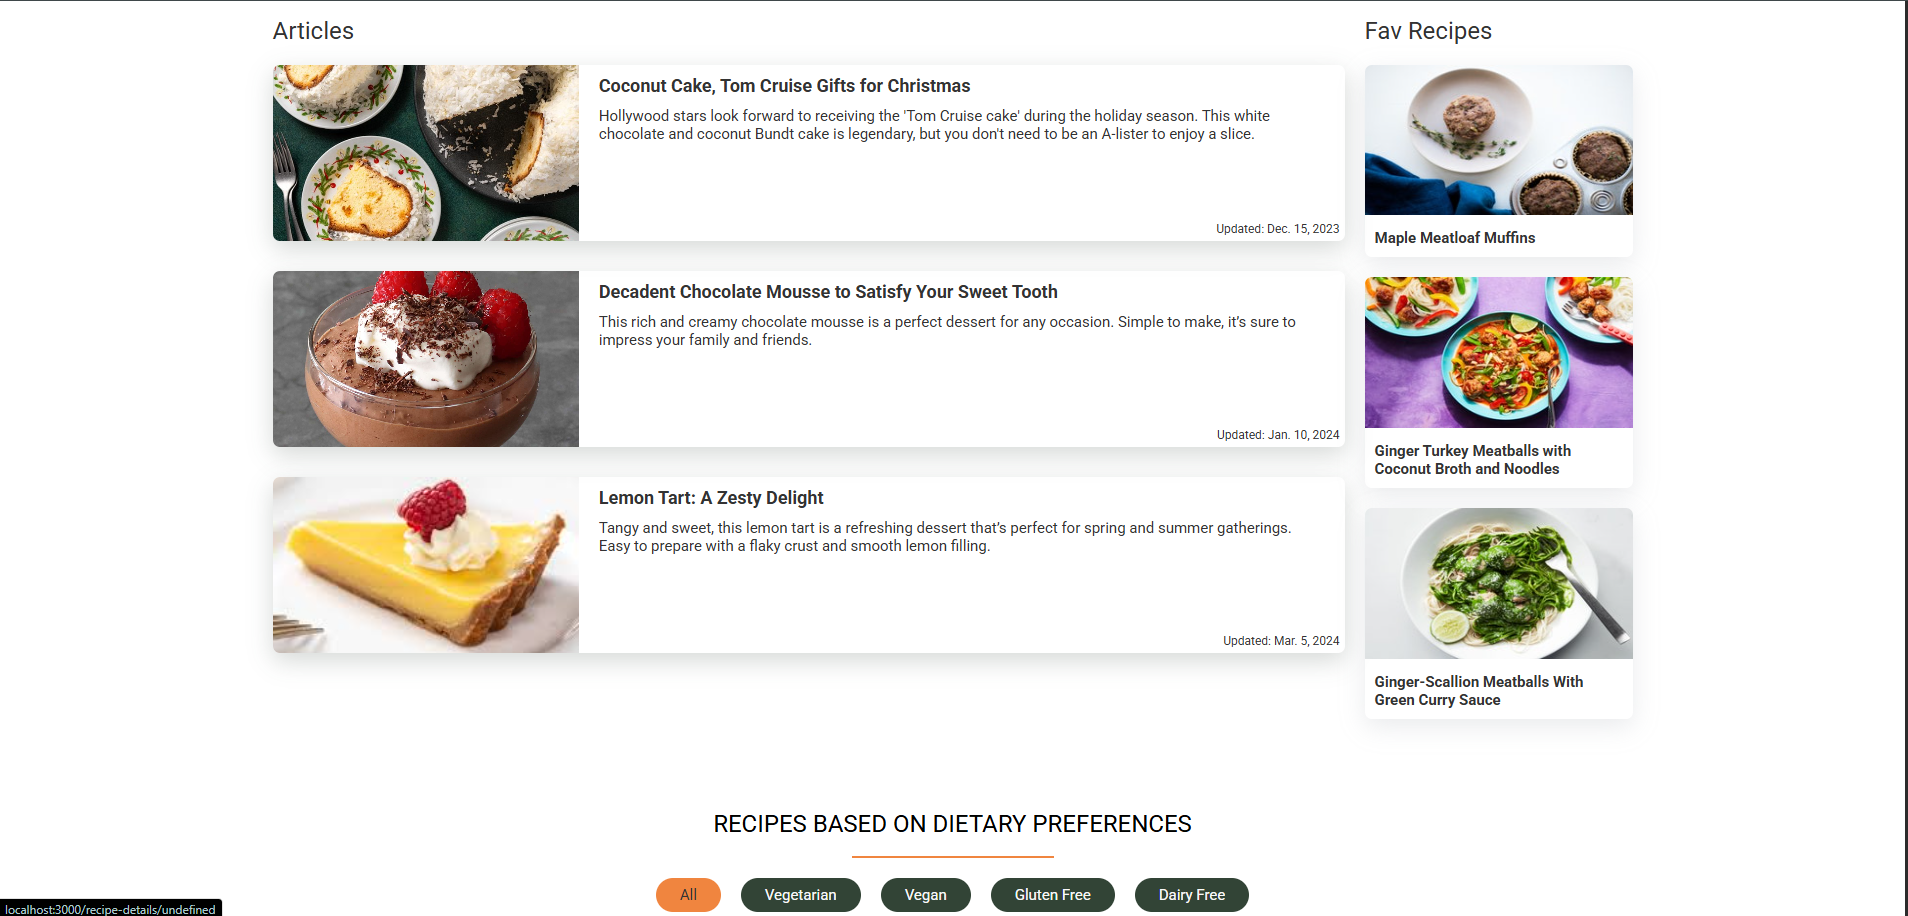 Articles
Coconut Cake, Tom Cruise Gifts for Christmas
Hollywood stars look forward to receiving the 'Tom Cruise cake' during the holiday season. This white
chocolate and coconut Bundt cake is legendary, but you don't need to be an A-lister to enjoy a slice.
Updated: Dec. 15, 2023
Decadent Chocolate Mousse to Satisfy Your Sweet Tooth
This rich and creamy chocolate mousse is a perfect dessert for any occasion. Simple to make, it’s sure to
impress your family and friends.
Updated: Jan. 10, 2024
Lemon Tart: A Zesty Delight
Tangy and sweet, this lemon tart is a refreshing dessert that’s perfect for spring and summer gatherings.
Easy to prepare with a flaky crust and smooth lemon filling.
Updated: Mar. 5, 2024
Fav Recipes
Maple Meatloaf Muffins
Ginger Turkey Meatballs with
Coconut Broth and Noodles
Ginger-Scallion Meatballs With
Green Curry Sauce
RECIPES BASED ON DIETARY PREFERENCES
All Vegetarian Vegan Gluten Free Dairy Free
localhost:3000/recipe-details/undefined